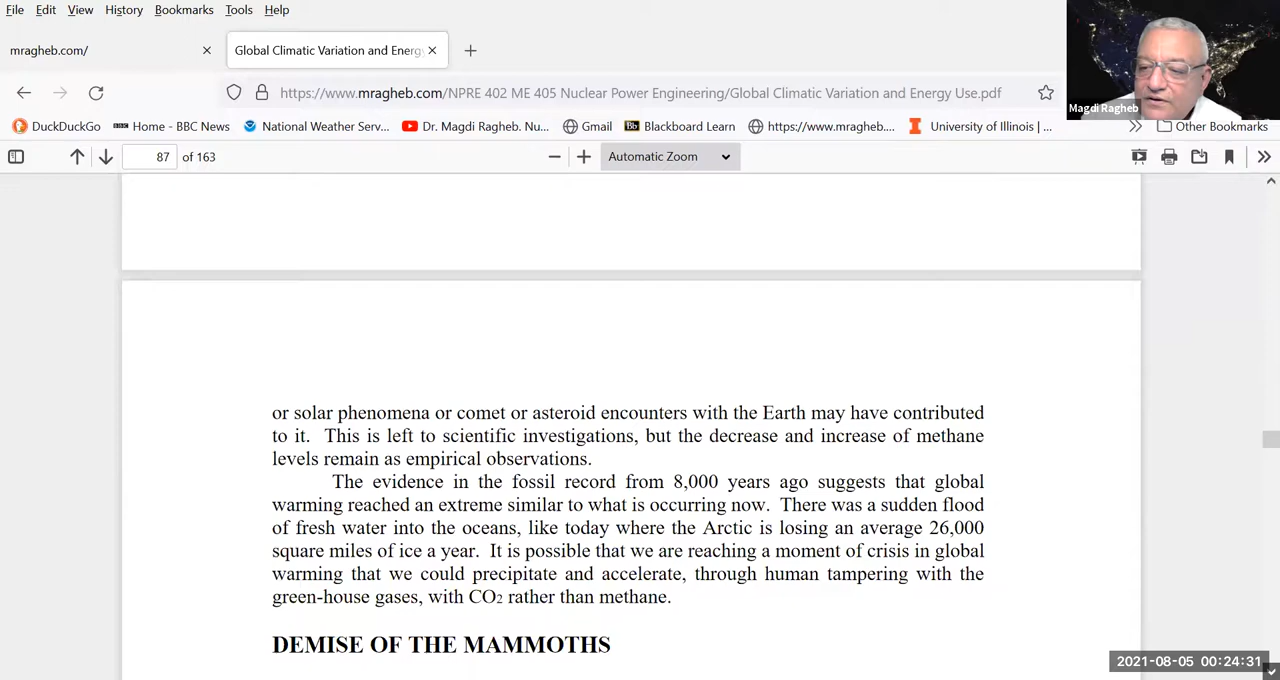 File Edit View History Bookmarks Tools Help
mragheb.com/ Global Climatic Variation and Energy
https://www.mragheb.com/NPRE 402 ME 405 Nuclear Power Engineering/Global Climatic Variation and Energy Use.pdf
Magdi Ragheb
DuckDuckGo BBC Home - BBC News National Weather Serv... Dr. Magdi Ragheb. Nu... Gmail Bb Blackboard Learn https://www.mragheb.... University of Illinois | ... Other Bookmarks
87 of 163 Automatic Zoom
or solar phenomena or comet or asteroid encounters with the Earth may have contributed
to it. This is left to scientific investigations, but the decrease and increase of methane
levels remain as empirical observations.
The evidence in the fossil record from 8,000 years ago suggests that global
warming reached an extreme similar to what is occurring now. There was a sudden flood
of fresh water into the oceans, like today where the Arctic is losing an average 26,000
square miles of ice a year. It is possible that we are reaching a moment of crisis in global
warming that we could precipitate and accelerate, through human tampering with the
green-house gases, with CO2 rather than methane.
DEMISE OF THE MAMMOTHS
2021-08-05 00:24:31